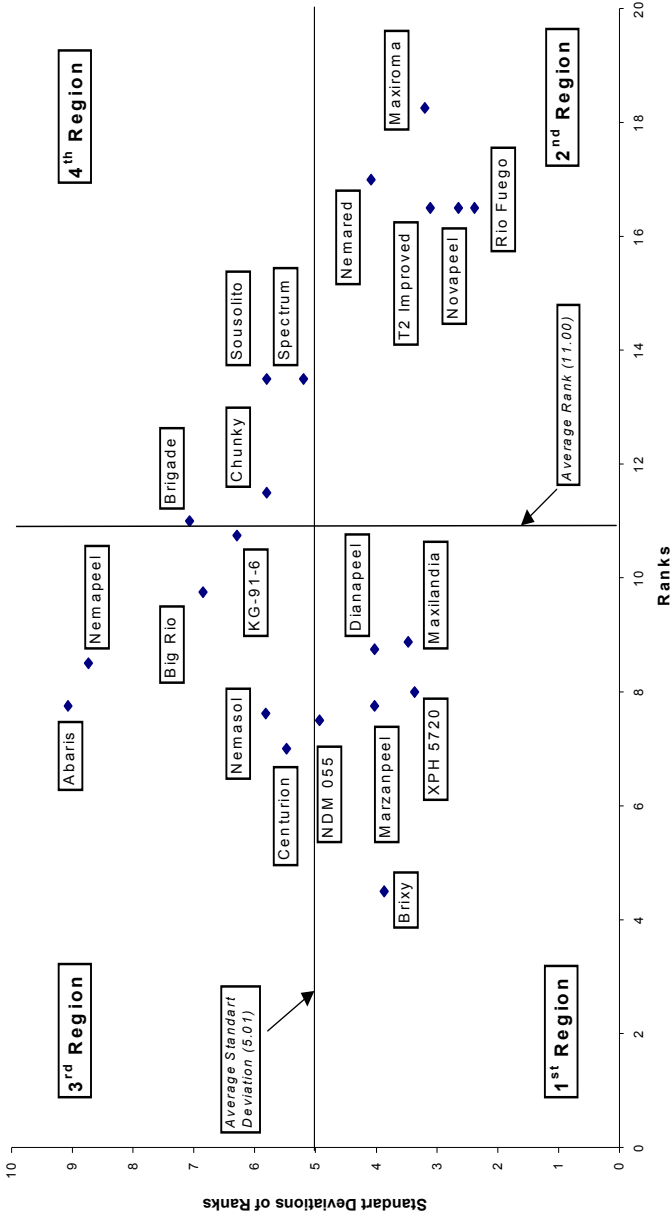 3rd Region
4th Region
Abaris
Nemapeel
Brigade
Big Rio
KG-91-6
Chunky
Sousolito
Spectrum
Nemasol
Centurion
NDM 055
Average Standart
Deviation (5.01)
Dianapeel
Maxilandia
Marzanpeel
XPH 5720
Brixy
Nemared
Maxiroma
T2 Improved
Novapeel
Rio Fuego
1st Region
2nd Region
Average Rank (11.00)
Standart Deviations of Ranks
10
9
8
7
6
5
4
3
2
1
0
0 2 4 6 8 10 12 14 16 18 20
Ranks